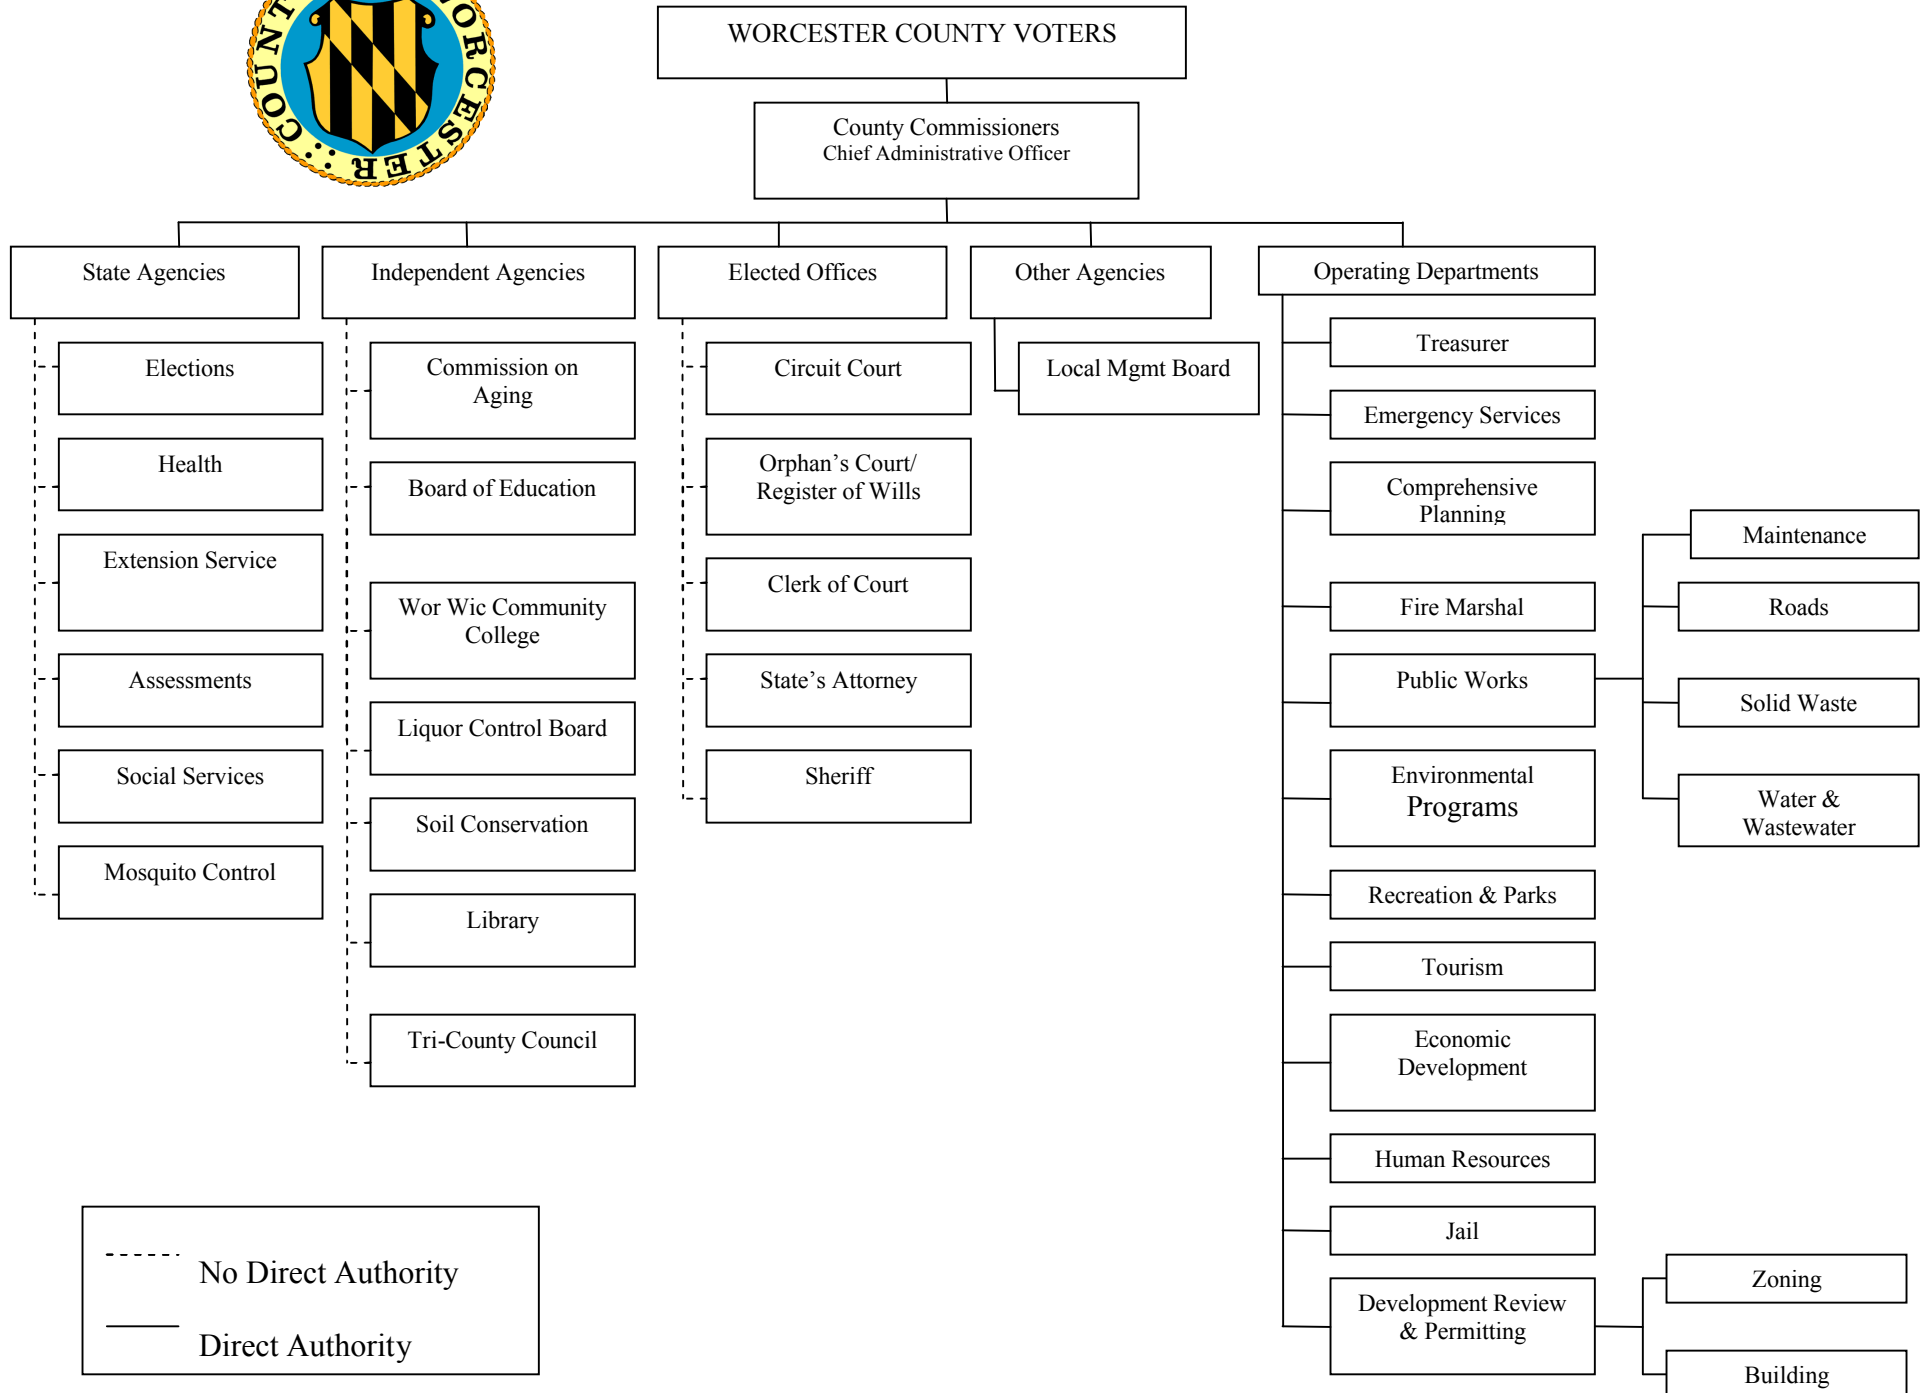 COUNT
ORCESTER
WORCESTER COUNTY VOTERS
County Commissioners
Chief Administrative Officer
State Agencies
Independent Agencies
Elected Offices
Other Agencies
Operating Departments
Elections
Health
Extension Service
Assessments
Social Services
Mosquito Control
Commission on
Aging
Board of Education
Wor Wic Community
College
Liquor Control Board
Soil Conservation
Library
Tri-County Council
Circuit Court
Orphan’s Court/
Register of Wills
Clerk of Court
State’s Attorney
Sheriff
Local Mgmt Board
Treasurer
Emergency Services
Comprehensive
Planning
Fire Marshal
Public Works
Environmental
Programs
Recreation & Parks
Tourism
Economic
Development
Human Resources
Jail
Development Review
& Permitting
Maintenance
Roads
Solid Waste
Water &
Wastewater
Zoning
Building
No Direct Authority
Direct Authority